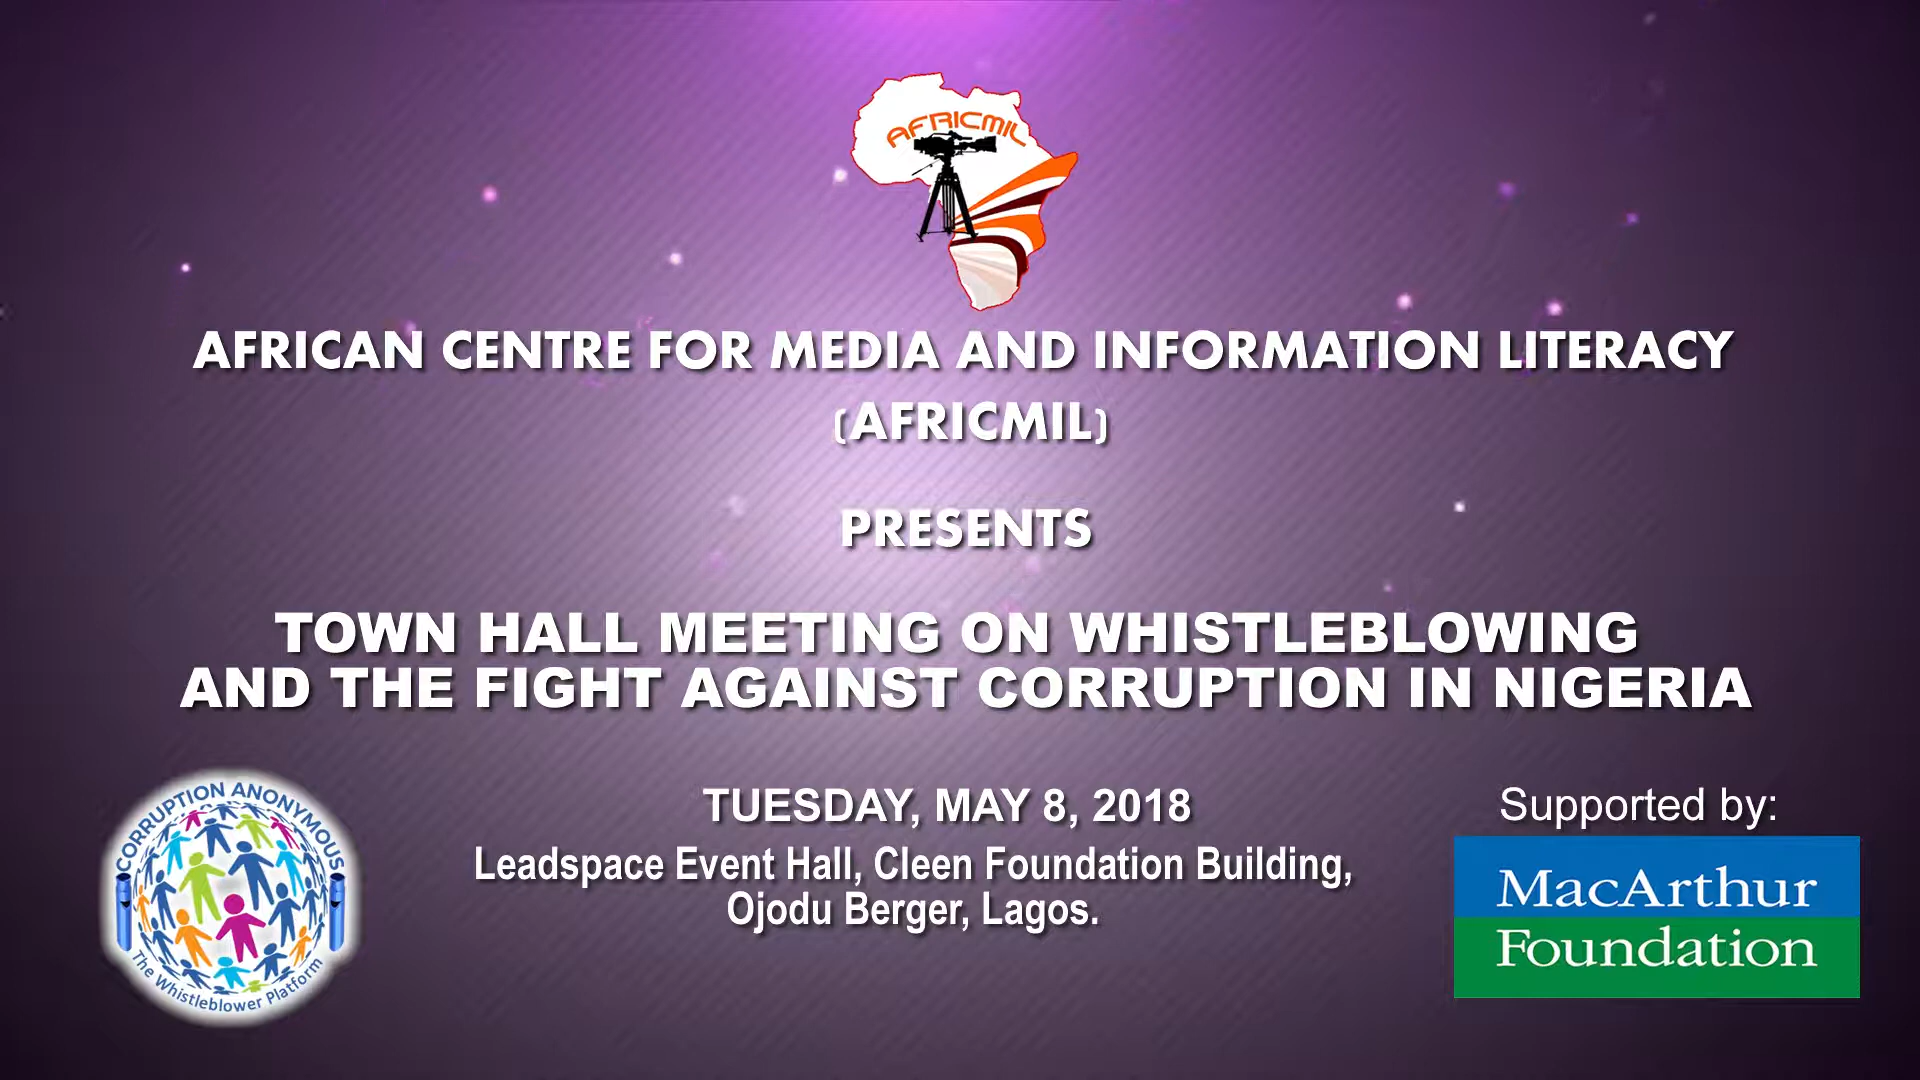 AFRICMIL
AFRICAN CENTRE FOR MEDIA AND INFORMATION LITERACY
(AFRICMIL)
PRESENTS
TOWN HALL MEETING ON WHISTLEBLOWING
AND THE FIGHT AGAINST CORRUPTION IN NIGERIA
CORRUPTION ANONYMOUS
The Whistleblower Platform
TUESDAY, MAY 8, 2018
Leadspace Event Hall, Cleen Foundation Building,
Ojodu Berger, Lagos.
Supported by:
MacArthur
Foundation